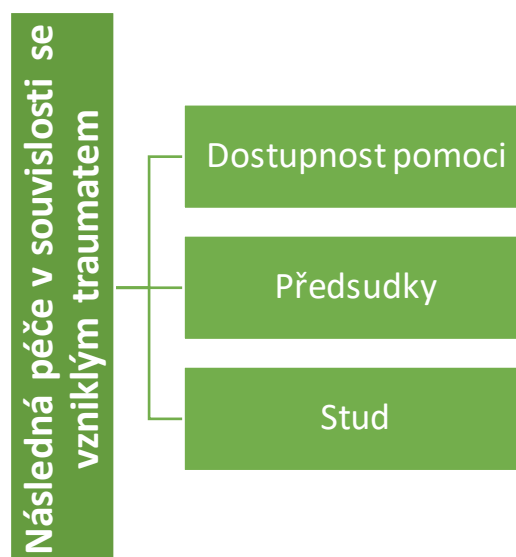 Následná péče v souvislosti se
vzniklým traumatem
Dostupnost pomoci
Předsudky
Stud